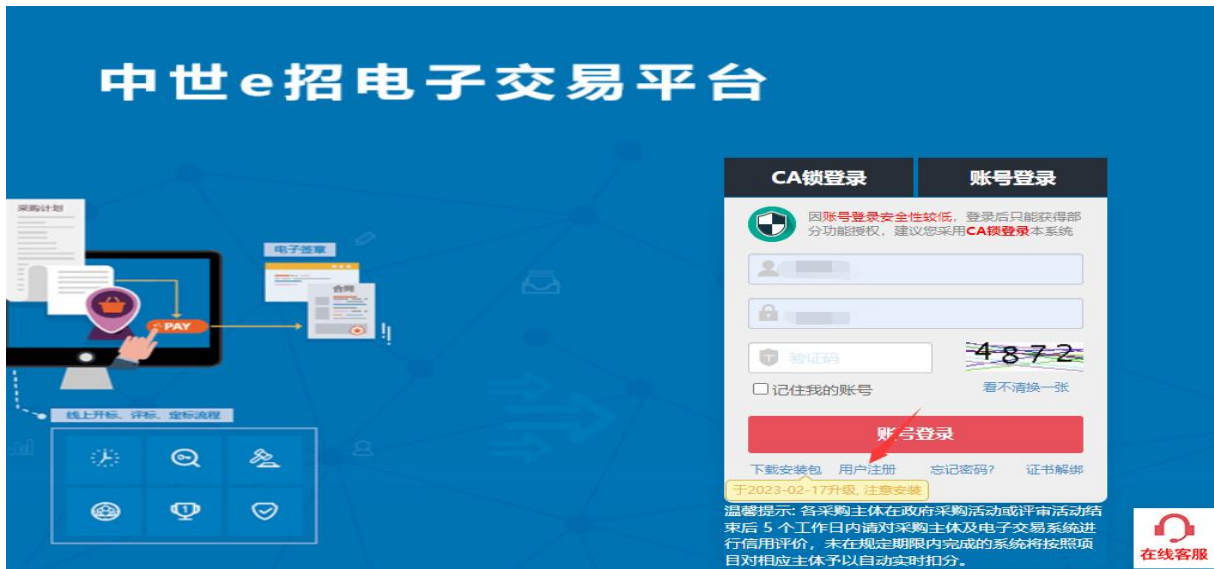 中世e招电子交易平台
采购计划
电子签章
合同
PAY
线上开标、评标、定标流程
CA锁登录
账号登录
因账号登录安全性较低，登录后只能获得部
分功能授权，建议您采用CA锁登录本系统
验证码
4872
记住我的账号
看不清换一张
账号登录
下载安装包 用户注册 忘记密码? 证书解绑
于2023-02-17升级, 注意安装
温馨提示: 各采购主体在政府采购活动或评审活动结
束后 5 个工作日内请对采购主体及电子交易系统进
行信用评价，未在规定期限内完成的系统将按照项
目对相应主体予以自动实时扣分。
在线客服